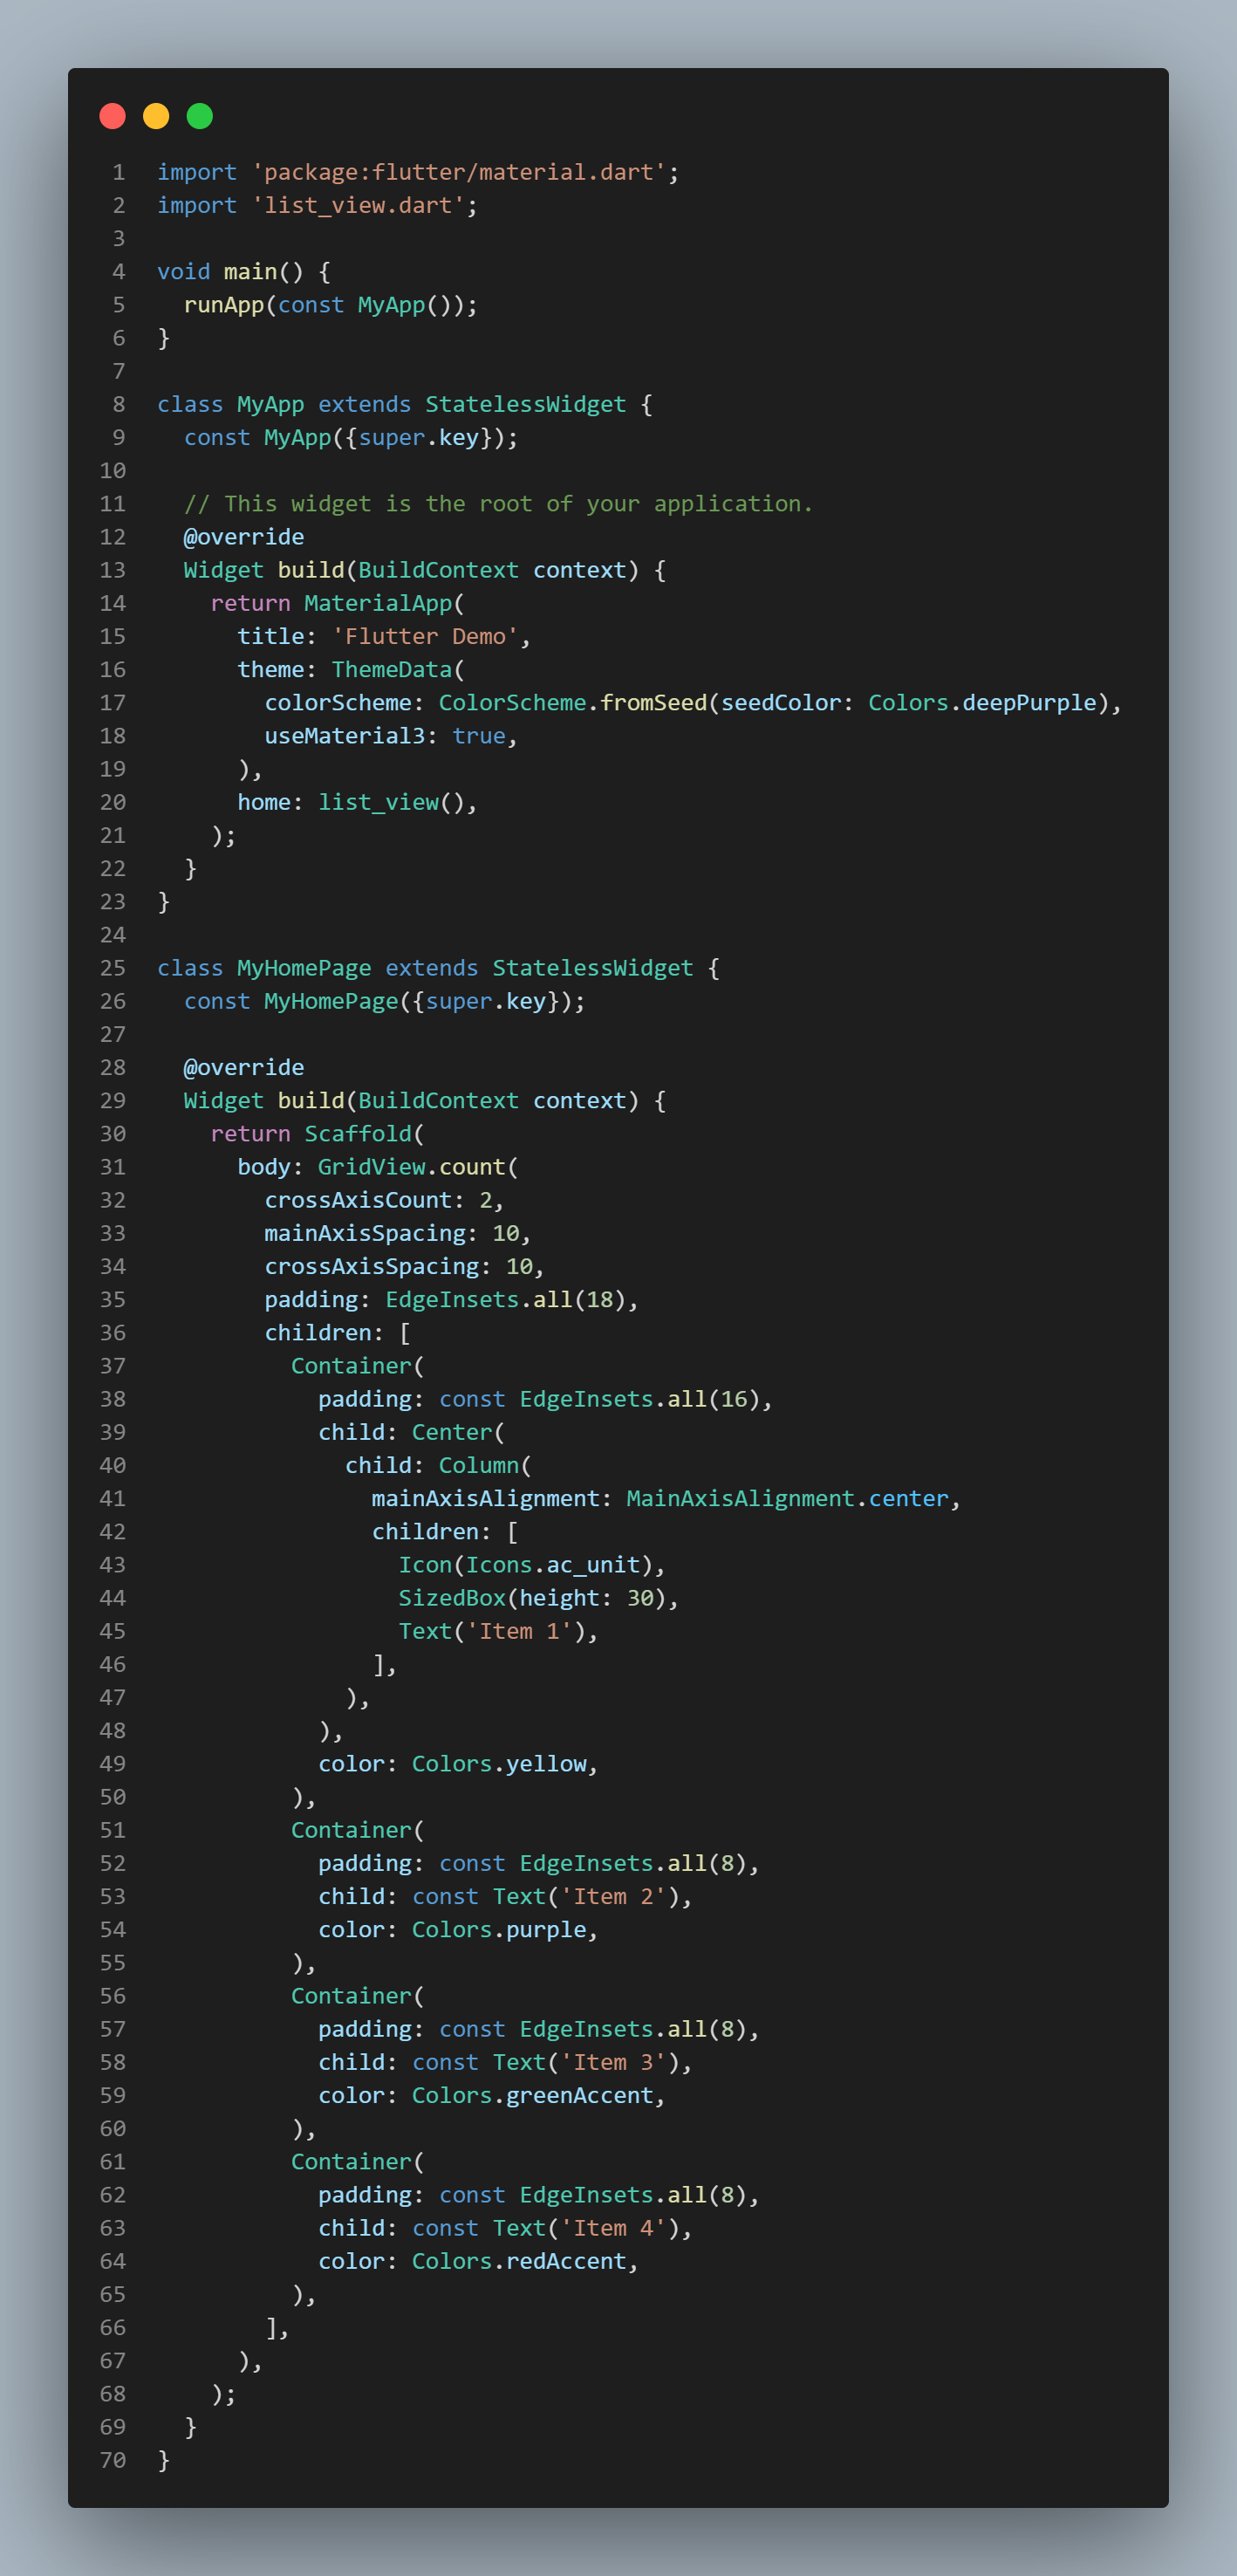 1 import 'package:flutter/material.dart';
2 import 'list_view.dart';
3
4 void main() {
5   runApp(const MyApp());
6 }
7
8 class MyApp extends StatelessWidget {
9   const MyApp({super.key});
10
11   // This widget is the root of your application.
12   @override
13   Widget build(BuildContext context) {
14     return MaterialApp(
15       title: 'Flutter Demo',
16       theme: ThemeData(
17         colorScheme: ColorScheme.fromSeed(seedColor: Colors.deepPurple),
18         useMaterial3: true,
19       ),
20       home: list_view(),
21     );
22   }
23 }
24
25 class MyHomePage extends StatelessWidget {
26   const MyHomePage({super.key});
27
28   @override
29   Widget build(BuildContext context) {
30     return Scaffold(
31       body: GridView.count(
32         crossAxisCount: 2,
33         mainAxisSpacing: 10,
34         crossAxisSpacing: 10,
35         padding: EdgeInsets.all(18),
36         children: [
37           Container(
38             padding: const EdgeInsets.all(16),
39             child: Center(
40               child: Column(
41                 mainAxisAlignment: MainAxisAlignment.center,
42                 children: [
43                   Icon(Icons.ac_unit),
44                   SizedBox(height: 30),
45                   Text('Item 1'),
46                 ],
47               ),
48             ),
49             color: Colors.yellow,
50           ),
51           Container(
52             padding: const EdgeInsets.all(8),
53             child: const Text('Item 2'),
54             color: Colors.purple,
55           ),
56           Container(
57             padding: const EdgeInsets.all(8),
58             child: const Text('Item 3'),
59             color: Colors.greenAccent,
60           ),
61           Container(
62             padding: const EdgeInsets.all(8),
63             child: const Text('Item 4'),
64             color: Colors.redAccent,
65           ),
66         ],
67       ),
68     );
69   }
70 }